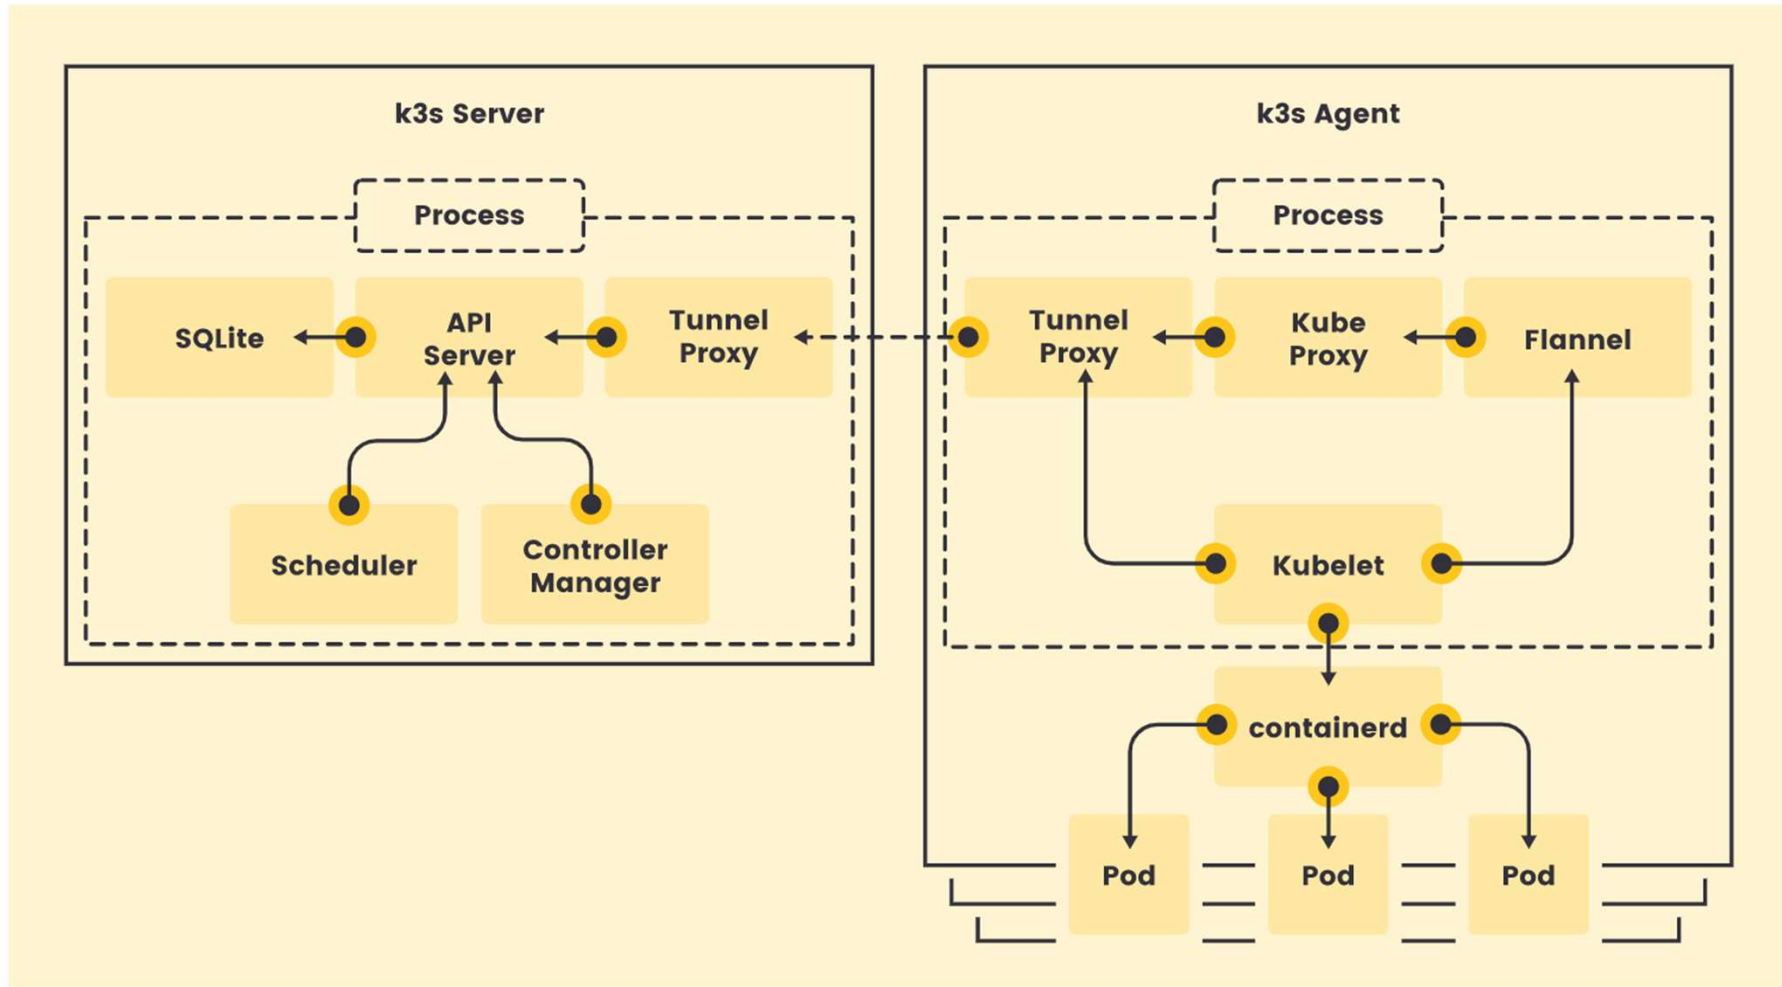 k3s Server
Process
SQLite
API
Server
Tunnel
Proxy
Scheduler
Controller
Manager
k3s Agent
Process
Tunnel
Proxy
Kube
Proxy
Flannel
Kubelet
containerd
Pod
Pod
Pod